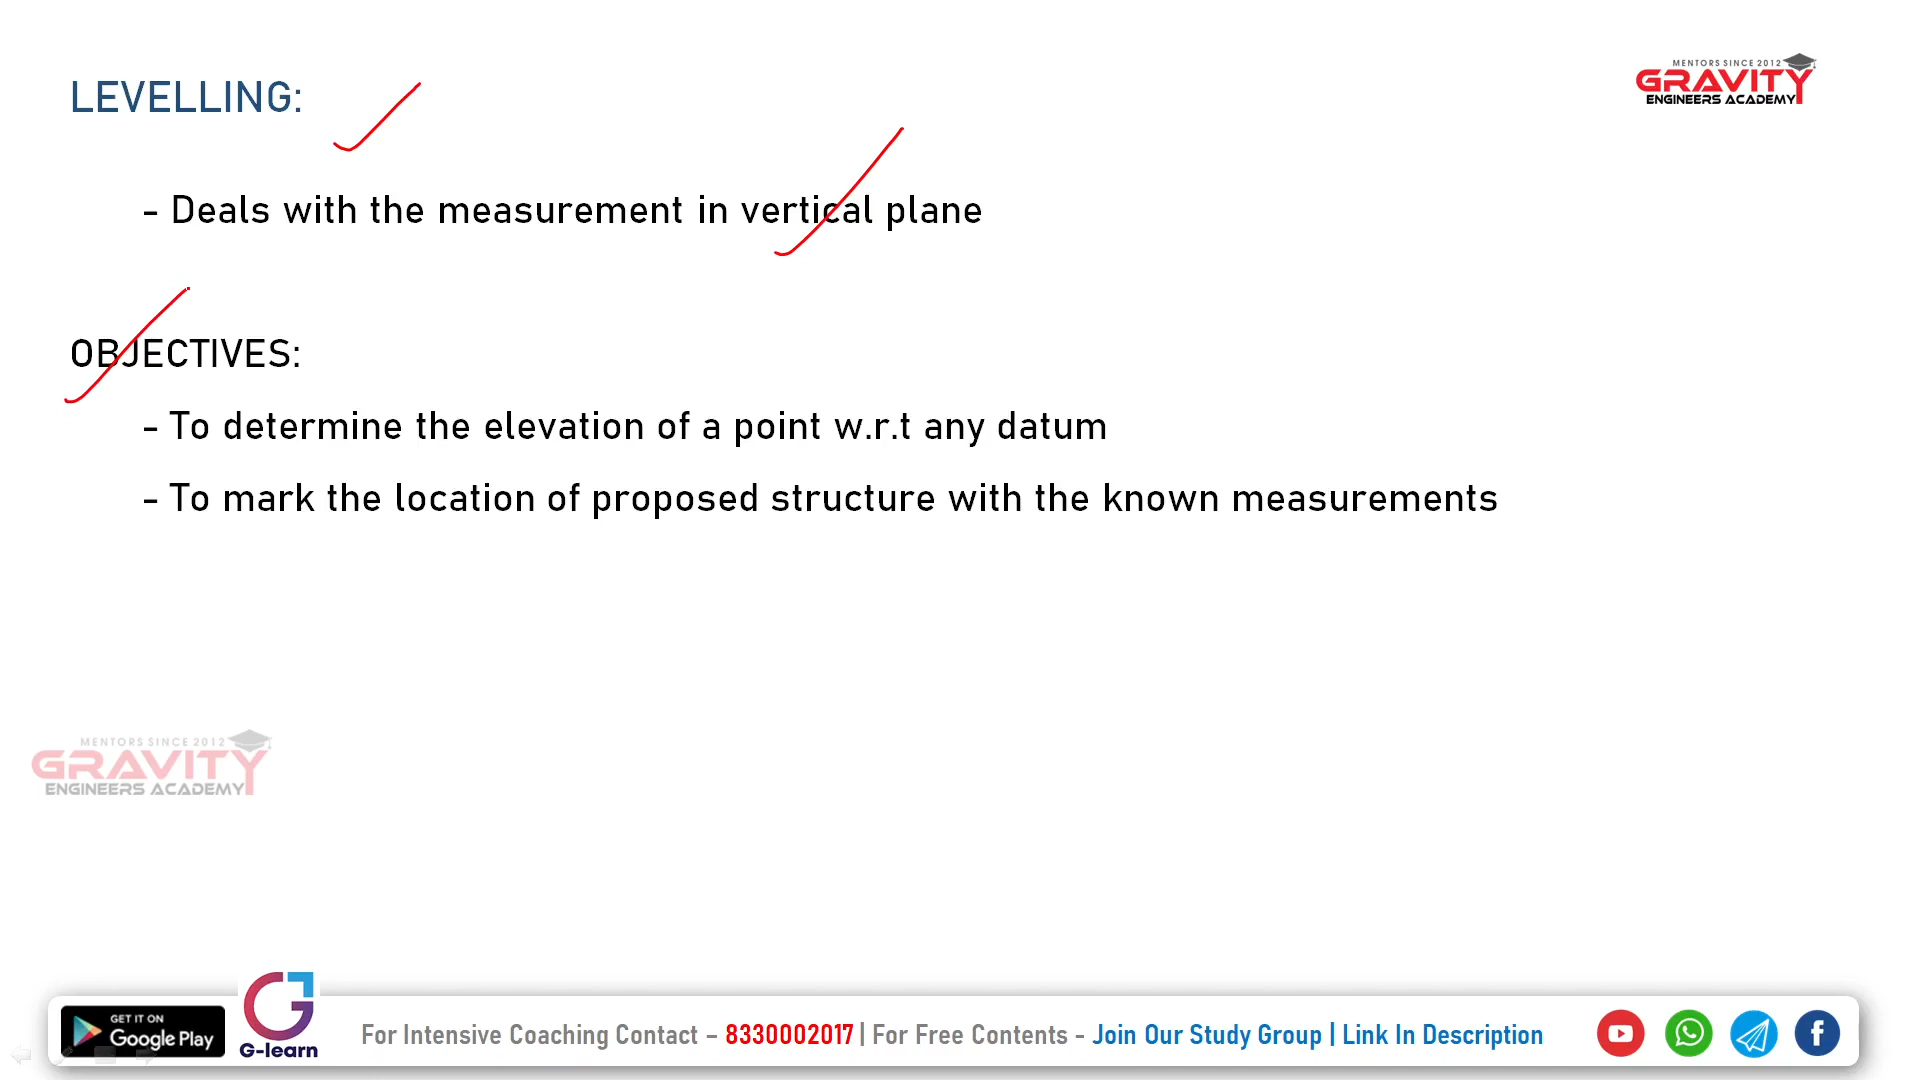 MENTORS SINCE 2012
GRAVITY
ENGINEERS ACADEMY
LEVELLING:
- Deals with the measurement in vertical plane
OBJECTIVES:
- To determine the elevation of a point w.r.t any datum
- To mark the location of proposed structure with the known measurements
MENTORS SINCE 2012
GRAVITY
ENGINEERS ACADEMY
GET IT ON
Google Play
G-learn
For Intensive Coaching Contact – 8330002017 | For Free Contents - Join Our Study Group | Link In Description